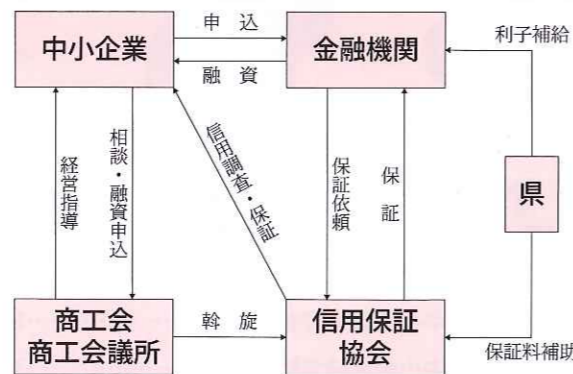 中小企業
申込
融資
金融機関
利子補給
経営指導
相談・融資申込
信用調査・保証
保証依頼
保証
県
商工会
商工会議所
斡旋
信用保証
協会
保証料補助